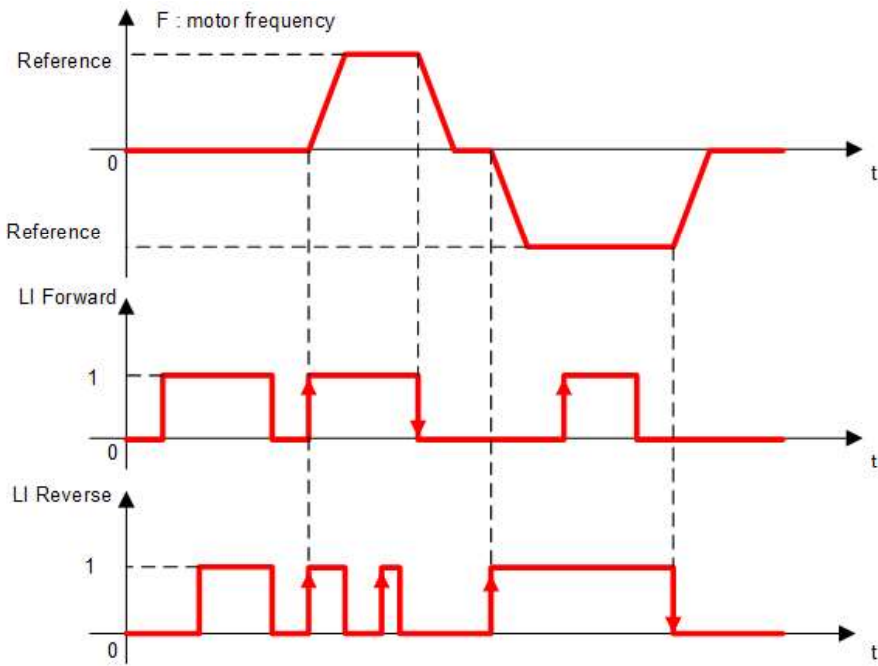 F : motor frequency
Reference
0
t
Reference
LI Forward
1
0
t
LI Reverse
1
0
t